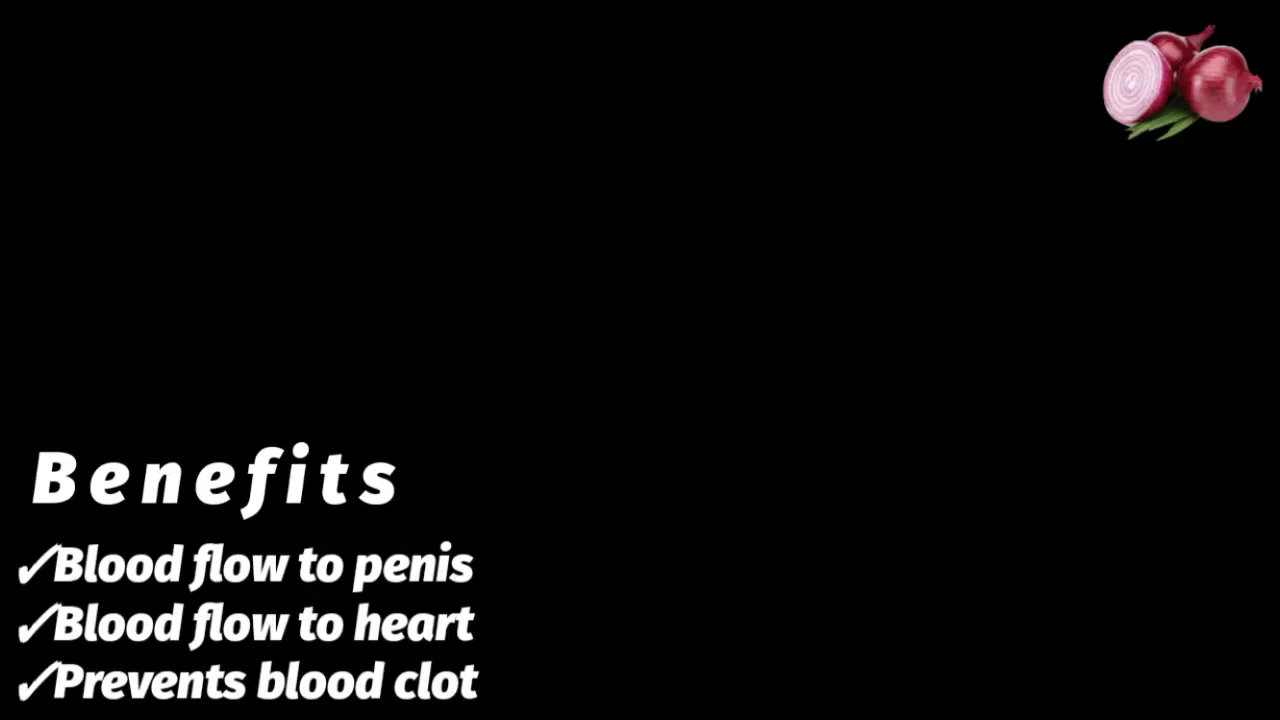 Benefits
✓Blood flow to penis
✓Blood flow to heart
✓Prevents blood clot